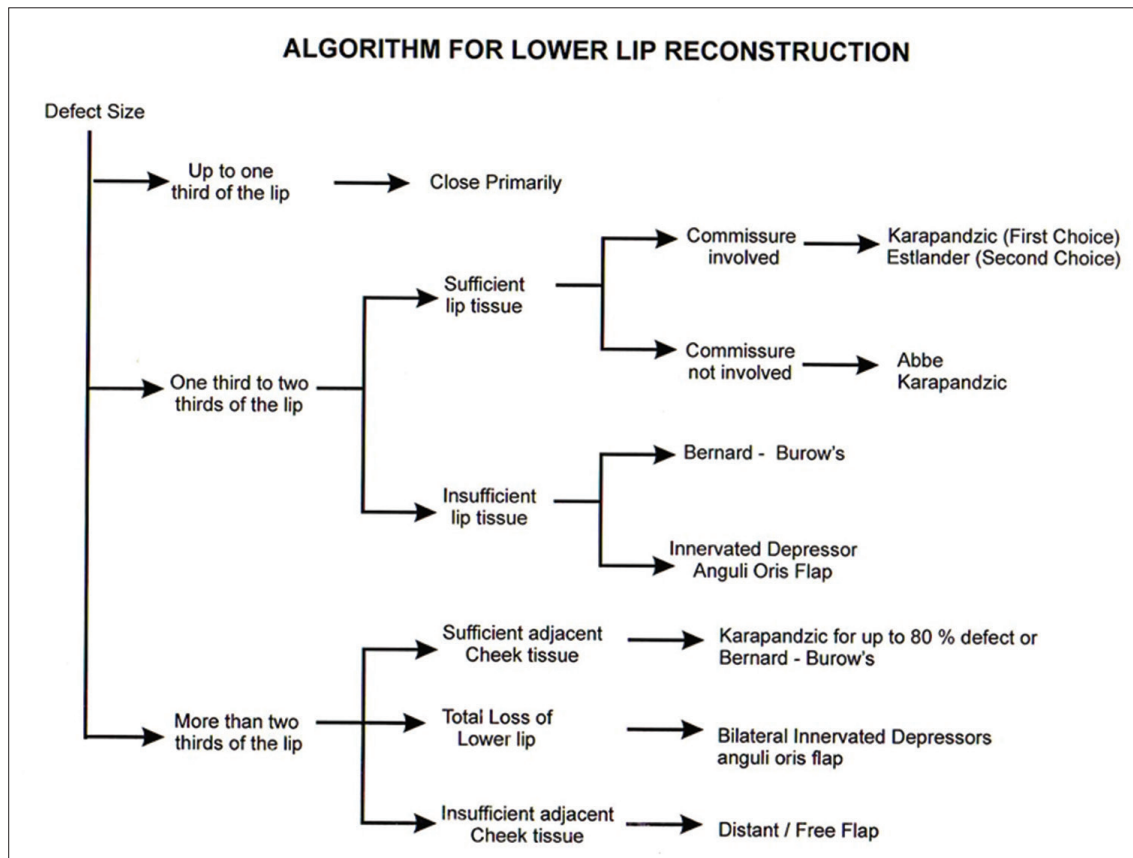 ALGORITHM FOR LOWER LIP RECONSTRUCTION
Defect Size
Up to one
third of the lip
Close Primarily
Sufficient
lip tissue
Commissure
involved
Karapandzic (First Choice)
Estlander (Second Choice)
Commissure
not involved
Abbe
Karapandzic
One third to two
thirds of the lip
Insufficient
lip tissue
Bernard - Burow's
Innervated Depressor
Anguli Oris Flap
More than two
thirds of the lip
Sufficient adjacent
Cheek tissue
Karapandzic for up to 80 % defect or
Bernard - Burow's
Total Loss of
Lower lip
Bilateral Innervated Depressors
anguli oris flap
Insufficient adjacent
Cheek tissue
Distant / Free Flap